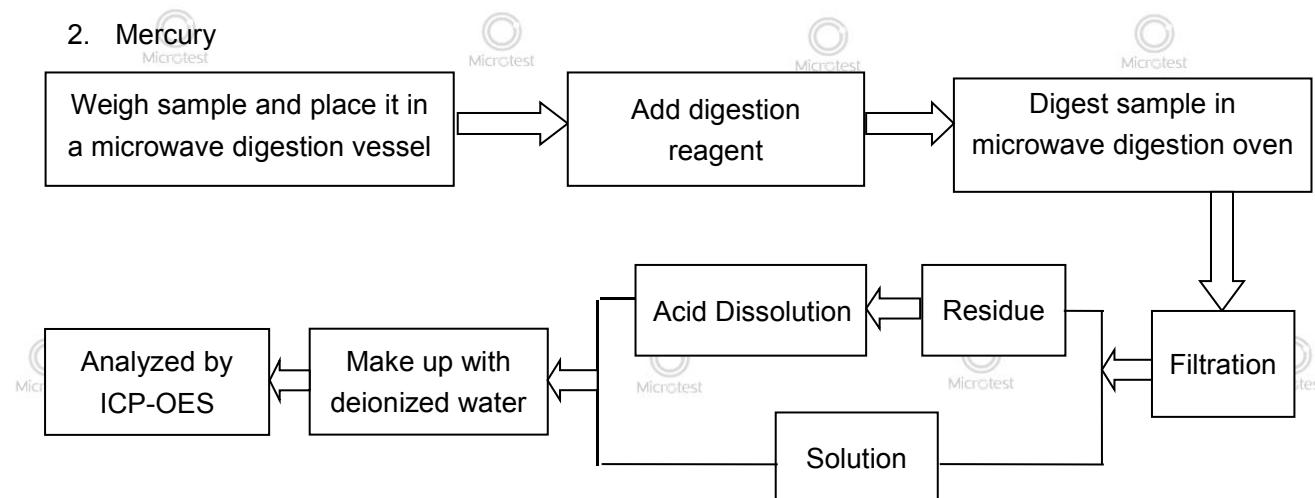 2. Mercury
Microtest
Microtest
Microtest
Microtest
Weigh sample and place it in
a microwave digestion vessel
Add digestion
reagent
Digest sample in
microwave digestion oven
Acid Dissolution
Residue
Filtration
Analyzed by
ICP-OES
Make up with
deionized water
Microtest
Microtest
Solution